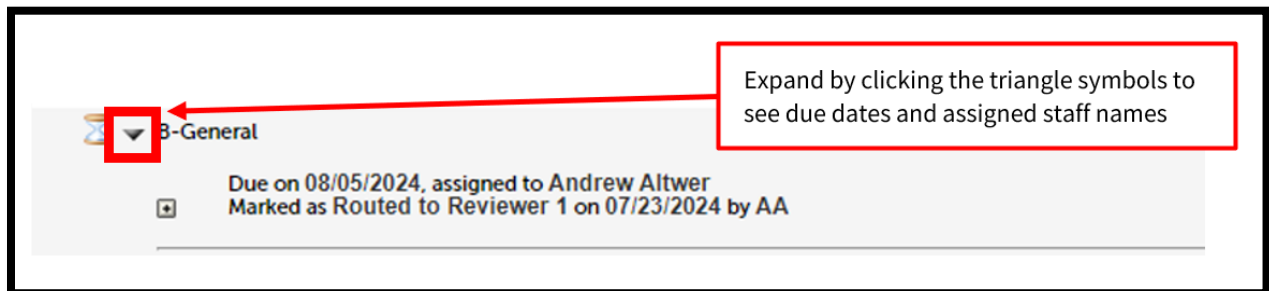 Expand by clicking the triangle symbols to
see due dates and assigned staff names
B-General
Due on 08/05/2024, assigned to Andrew Altwer
Marked as Routed to Reviewer 1 on 07/23/2024 by AA